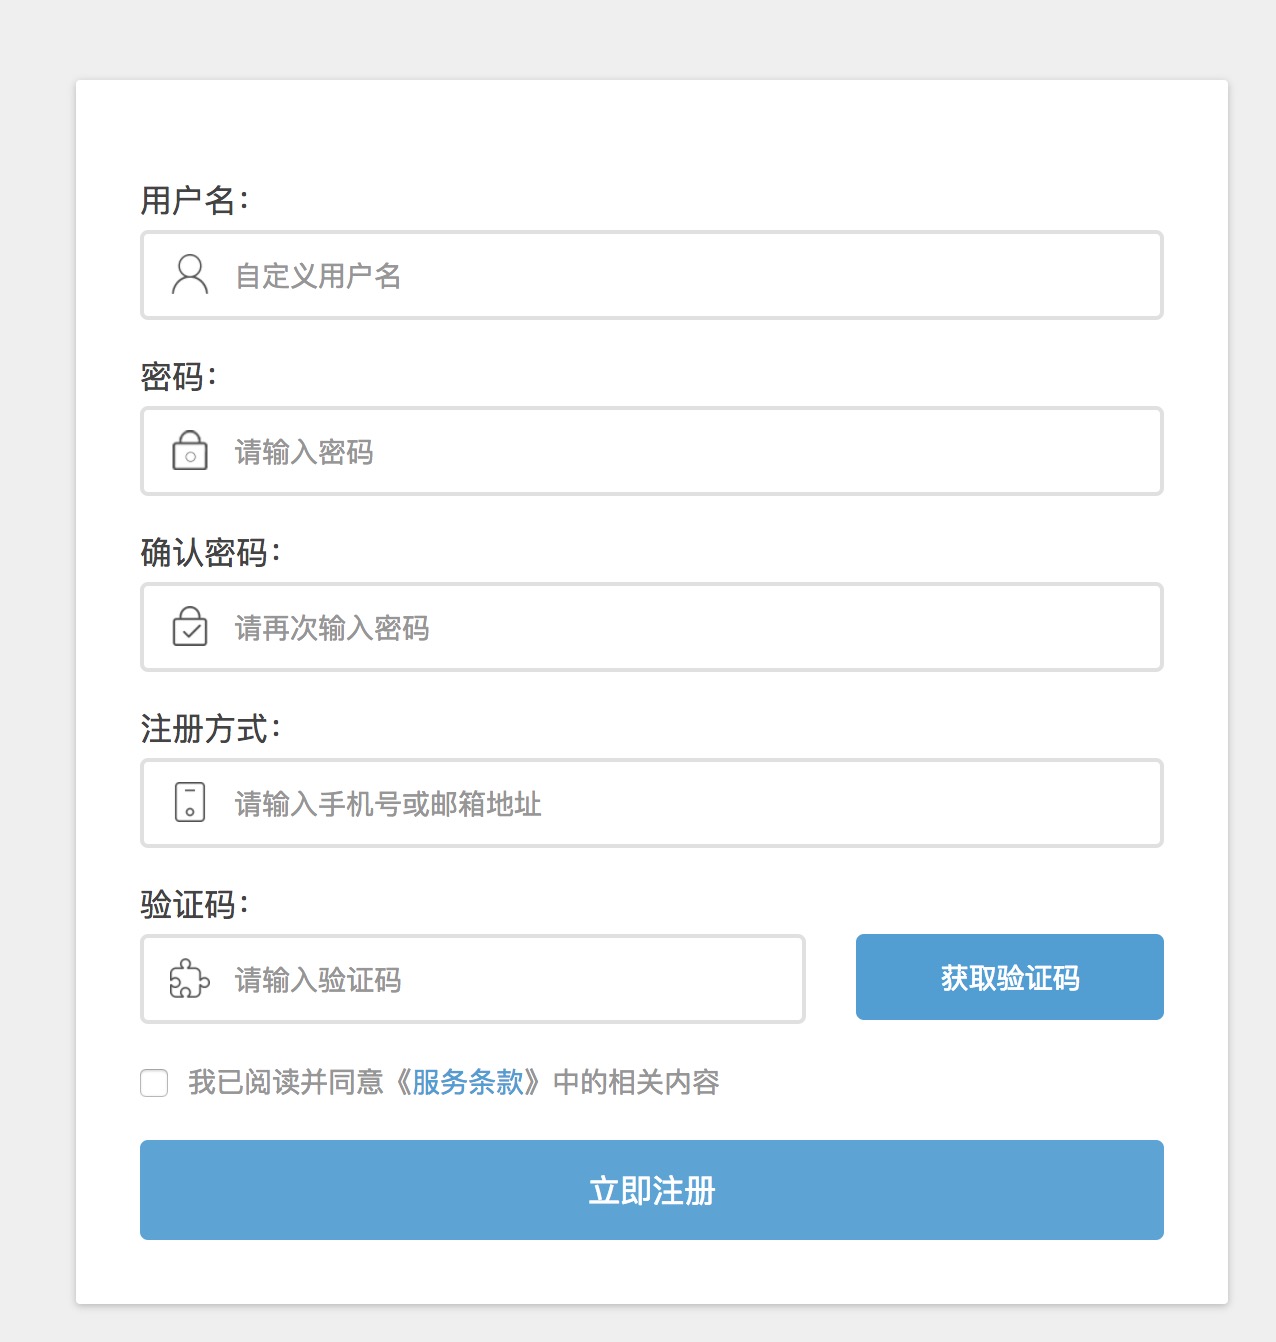 用户名：
自定义用户名
密码：
请输入密码
确认密码：
请再次输入密码
注册方式：
请输入手机号或邮箱地址
验证码：
请输入验证码
获取验证码
我已阅读并同意《服务条款》中的相关内容
立即注册